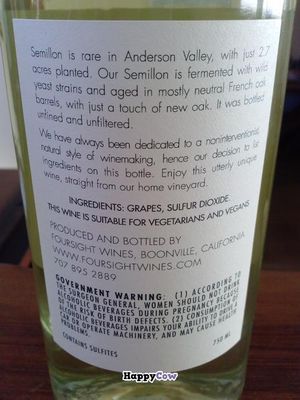 Semillon is rare in Anderson Valley, with just 2.7
acres planted. Our Semillon is fermented with wild
yeast strains and aged in mostly neutral French oak
barrels, with just a touch of new oak. It was bottled
unfined and unfiltered.
We have always been dedicated to a noninterventionist,
natural style of winemaking, hence our decision to list
ingredients on this bottle. Enjoy this utterly unique
wine, straight from our home vineyard.
INGREDIENTS: GRAPES, SULFUR DIOXIDE.
THIS WINE IS SUITABLE FOR VEGETARIANS AND VEGANS
PRODUCED AND BOTTLED BY
FOURSIGHT WINES, BOONVILLE, CALIFORNIA
707 895 2889
WWW.FOURSIGHTWINES.COM
GOVERNMENT WARNING: (1) ACCORDING TO
THE SURGEON GENERAL, WOMEN SHOULD NOT DRINK
ALCOHOLIC BEVERAGES DURING PREGNANCY BECAUSE
OF THE RISK OF BIRTH DEFECTS. (2) CONSUMPTION OF
ALCOHOLIC BEVERAGES IMPAIRS YOUR ABILITY TO DRIVE A
CAR OR OPERATE MACHINERY, AND MAY CAUSE HEALTH
PROBLEMS.
CONTAINS SULFITES
750 ML
HappyCow